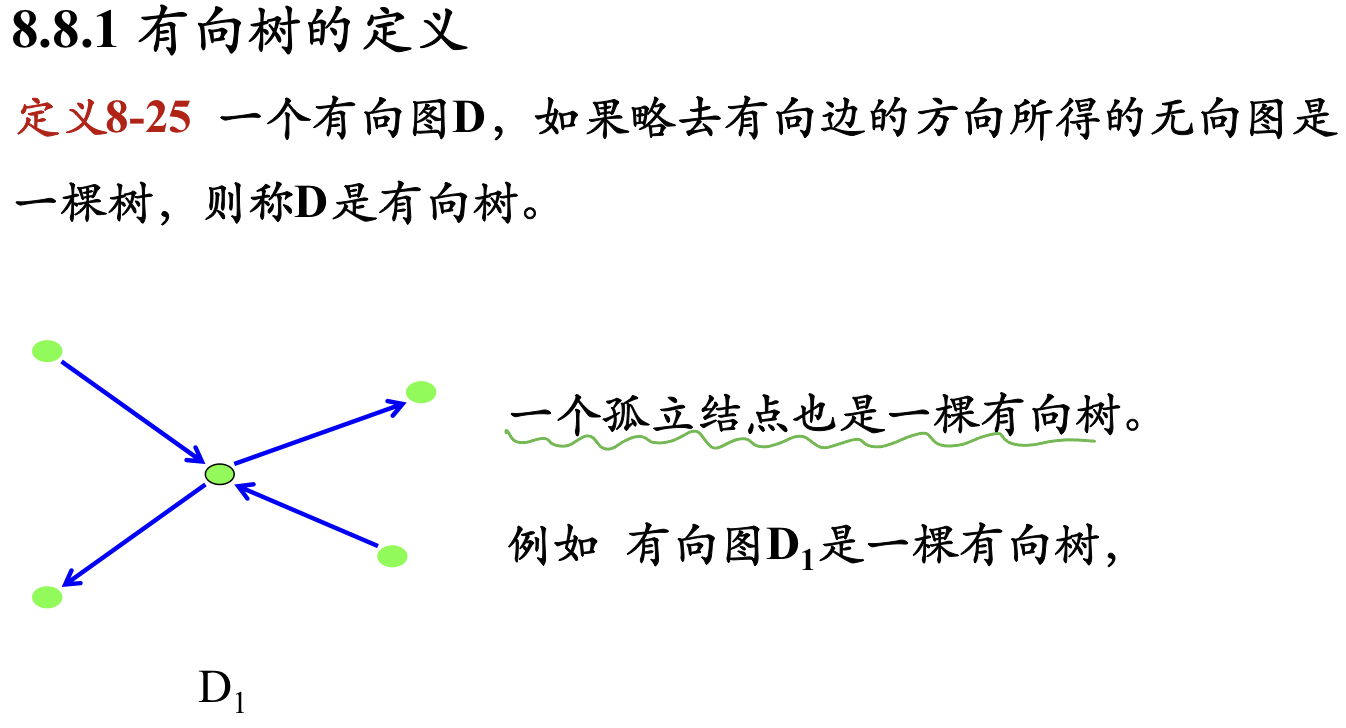 8.8.1 有向树的定义
定义8-25 一个有向图D，如果略去有向边的方向所得的无向图是
一棵树，则称D是有向树。
一个孤立结点也是一棵有向树。
例如 有向图D₁是一棵有向树，
D₁